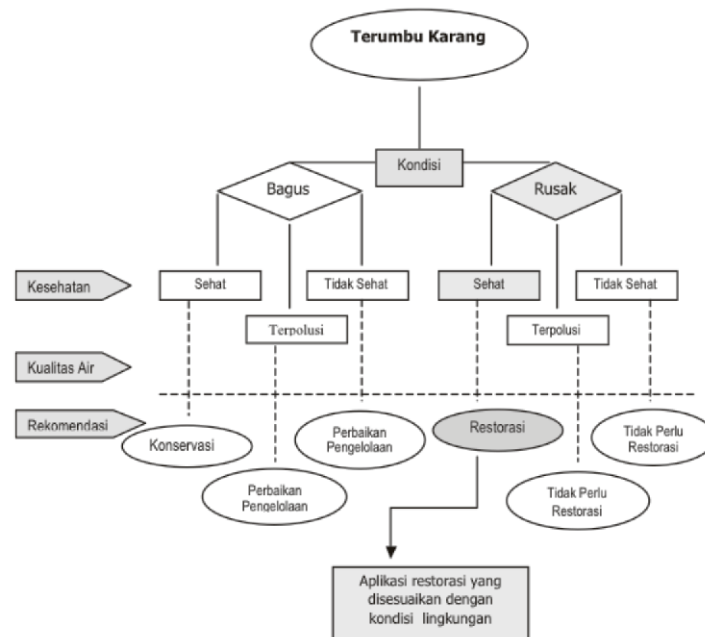 Terumbu Karang
Kondisi
Bagus
Rusak
Kesehatan
Sehat
Tidak Sehat
Sehat
Tidak Sehat
Terpolusi
Terpolusi
Kualitas Air
Rekomendasi
Konservasi
Perbaikan
Pengelolaan
Restorasi
Tidak Perlu
Restorasi
Perbaikan
Pengelolaan
Tidak Perlu
Restorasi
Aplikasi restorasi yang
disesuaikan dengan
kondisi lingkungan